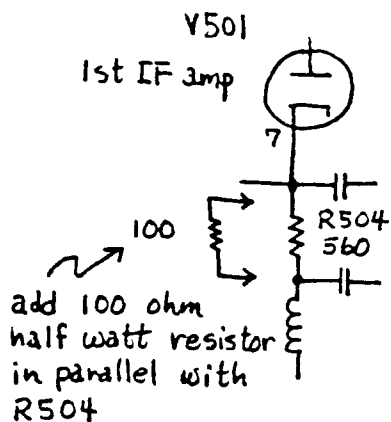 V501
1st IF amp
7
100
R504
560
add 100 ohm
half watt resistor
in parallel with
R504